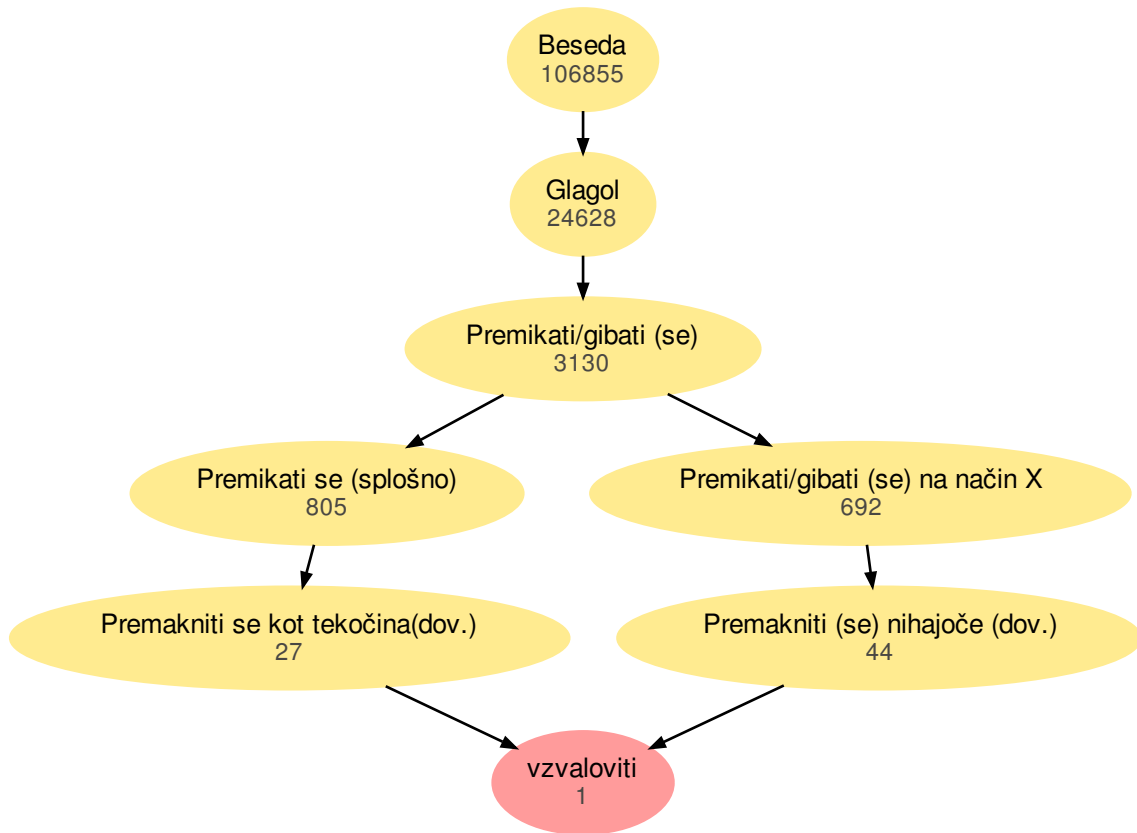 Beseda
106855
Glagol
24628
Premikati/gibati (se)
3130
Premikati se (splošno)
805
Premikati/gibati (se) na način X
692
Premakniti se kot tekočina(dov.)
27
Premakniti (se) nihajoče (dov.)
44
vzvaloviti
1